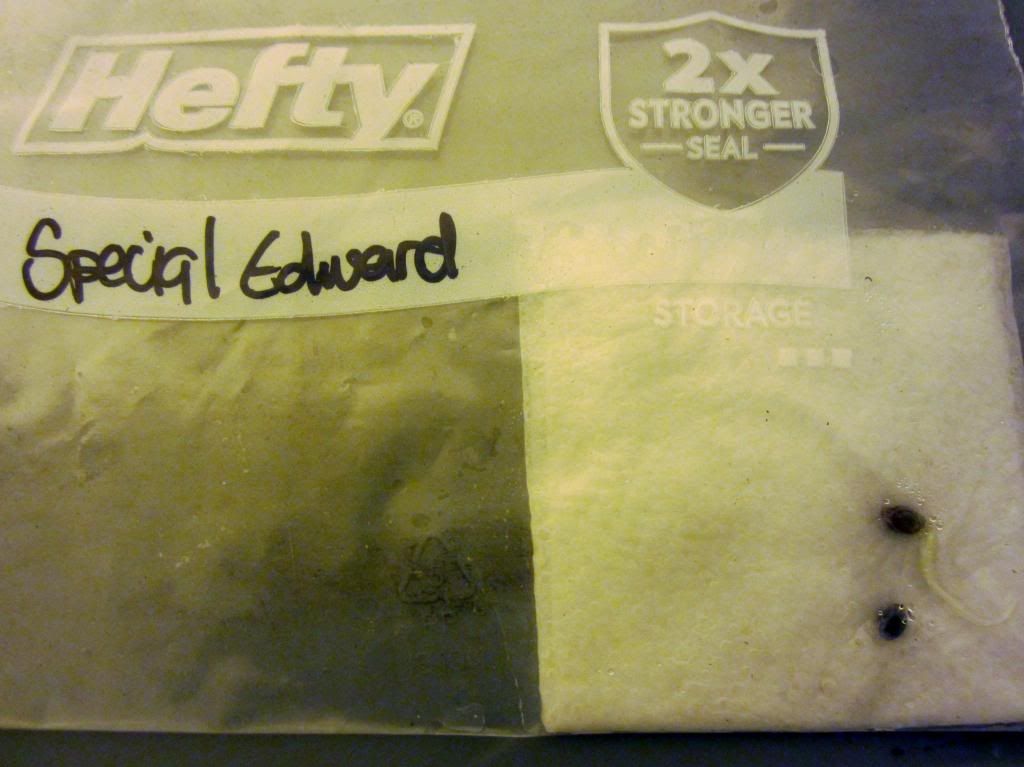 Hefty®
2x
STRONGER
SEAL
Special Edward
STORAGE